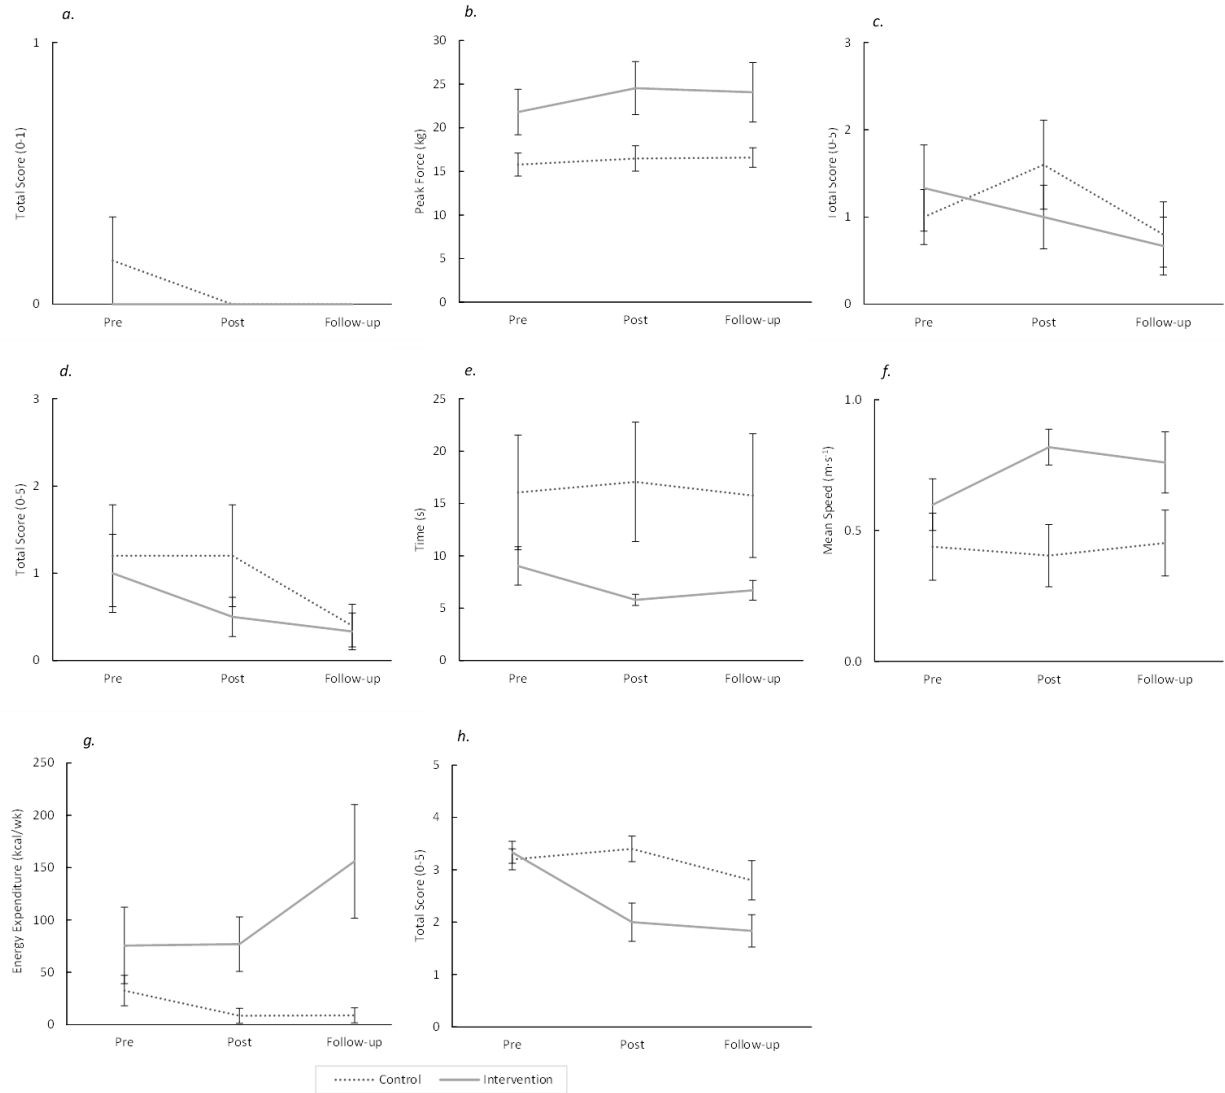 a.
1
Total Score (0-1)
0
Pre Post Follow-up
b.
30
25
20
15
10
5
0
Peak Force (kg)
Pre Post Follow-up
c.
3
2
1
0
Total Score (0-5)
Pre Post Follow-up
d.
3
2
1
0
Total Score (0-5)
Pre Post Follow-up
e.
25
20
15
10
5
0
Time (s)
Pre Post Follow-up
f.
1.0
0.5
0.0
Mean Speed (m·s⁻¹)
Pre Post Follow-up
g.
250
200
150
100
50
0
Energy Expenditure (kcal/wk)
Pre Post Follow-up
h.
5
4
3
2
1
0
Total Score (0-5)
Pre Post Follow-up
Control Intervention